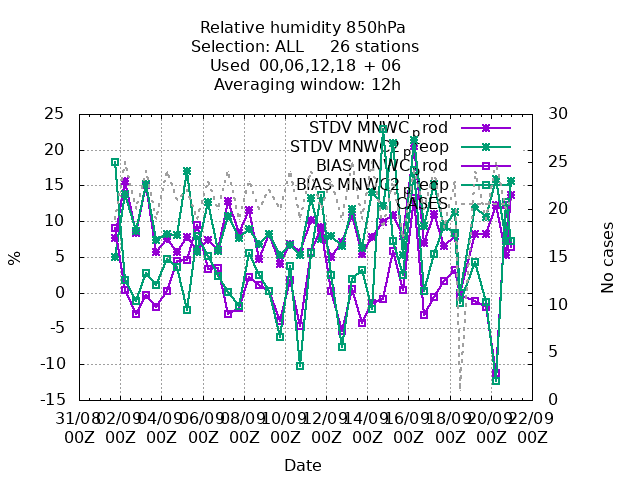 Relative humidity 850hPa
Selection: ALL 26 stations
Used 00,06,12,18 + 06
Averaging window: 12h
25 30
STDV MNWC_prod
20 STDV MNWC2_preop 25
BIAS MNWC_prod
15 BIAS MNWC2_preop 20
CASES
10
5 15
% No cases
0 10
-5
-10 5
-15 0
31/08 02/09 04/09 06/09 08/09 10/09 12/09 14/09 16/09 18/09 20/09 22/09
00Z 00Z 00Z 00Z 00Z 00Z 00Z 00Z 00Z 00Z 00Z 00Z
Date